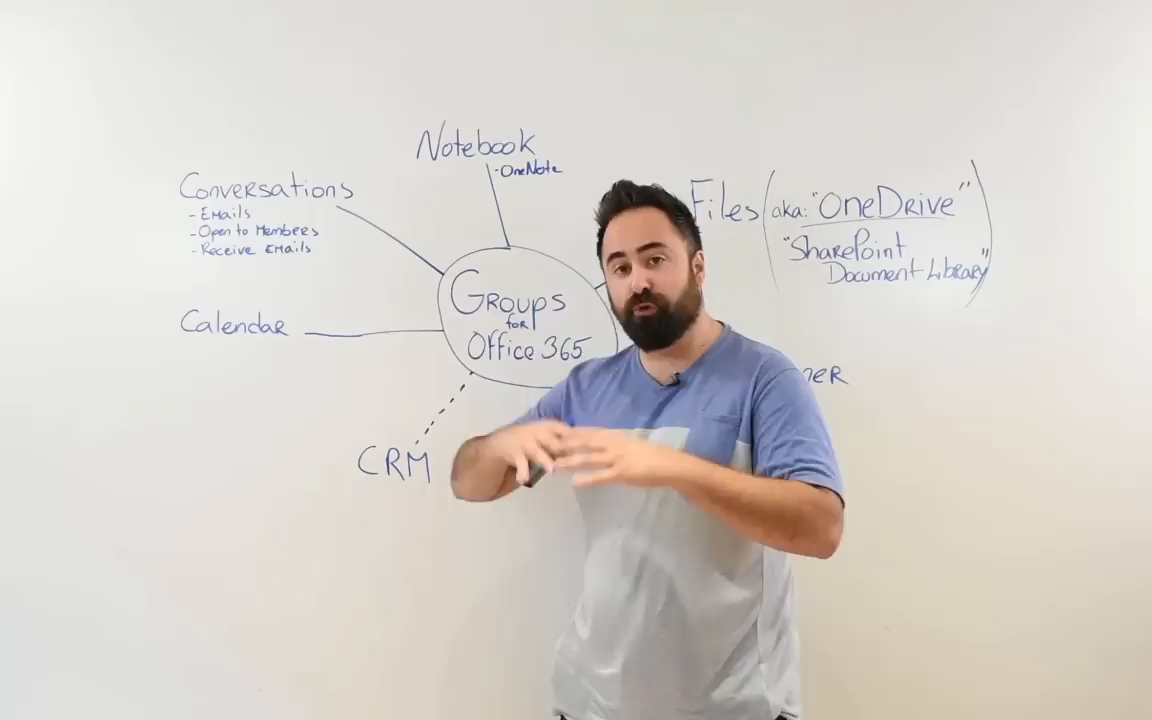 Notebook
- OneNote
Conversations
- Emails
- Open to Members
- Receive Emails
Files (aka: "OneDrive"
"SharePoint
Document Library")
Groups
for
Office 365
Calendar
CRM